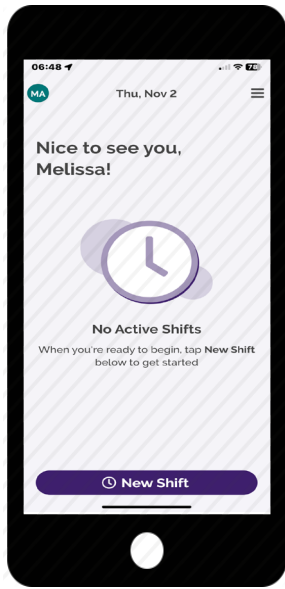 06:48
MA
Thu, Nov 2
Nice to see you,
Melissa!
No Active Shifts
When you're ready to begin, tap New Shift
below to get started
New Shift